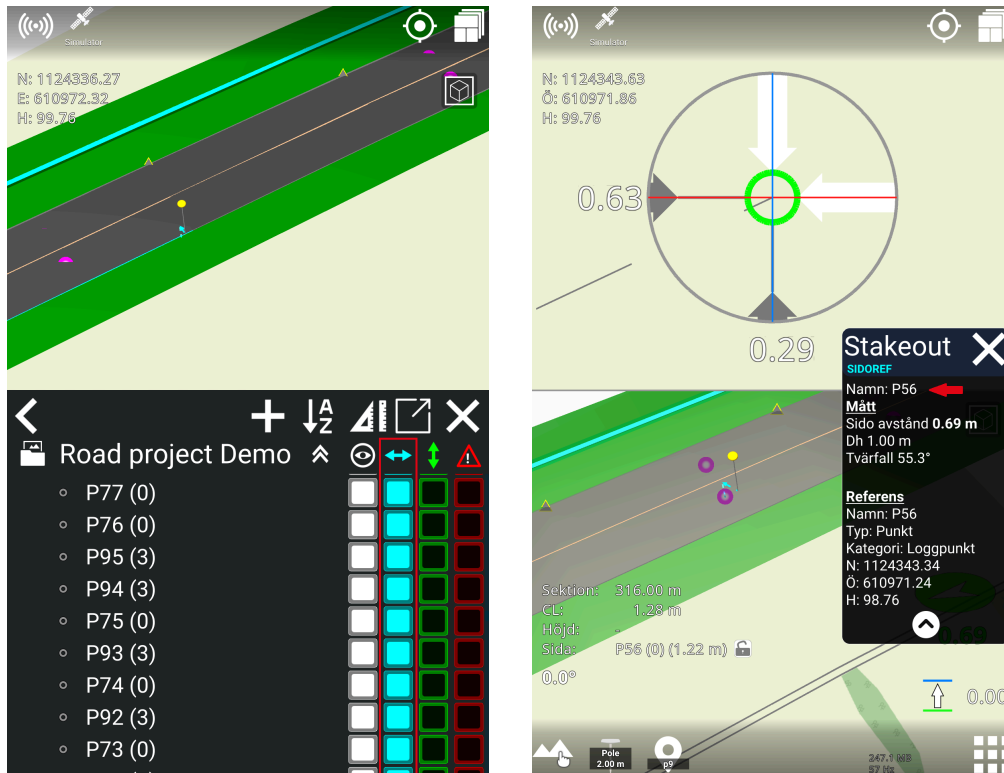 Simulator
N: 1124336.27
E: 610972.32
H: 99.76
A
Z
Road project Demo
P77 (0)
P76 (0)
P95 (3)
P94 (3)
P75 (0)
P93 (3)
P74 (0)
P92 (3)
P73 (0)
Simulator
N: 1124343.63
Ö: 610971.86
H: 99.76
0.63
0.29
Stakeout
SIDOREF
Namn: P56
Mått
Sido avstånd 0.69 m
Dh 1.00 m
Tvärfall 55.3°
Referens
Namn: P56
Typ: Punkt
Kategori: Loggpunkt
N: 1124343.34
Ö: 610971.24
H: 98.76
0.69
Sektion: 316.00 m
CL: 1.28 m
Höjd: -
Sida: P56 (0) (1.22 m)
0.0°
0.00
Pole
2.00 m
p9
247.1 MB
57 Hz